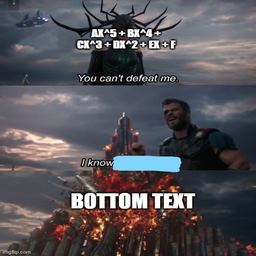 AX^5 + BX^4 +
CX^3 + DX^2 + EX + F
You can't defeat me.
I know
BOTTOM TEXT
imgflip.com